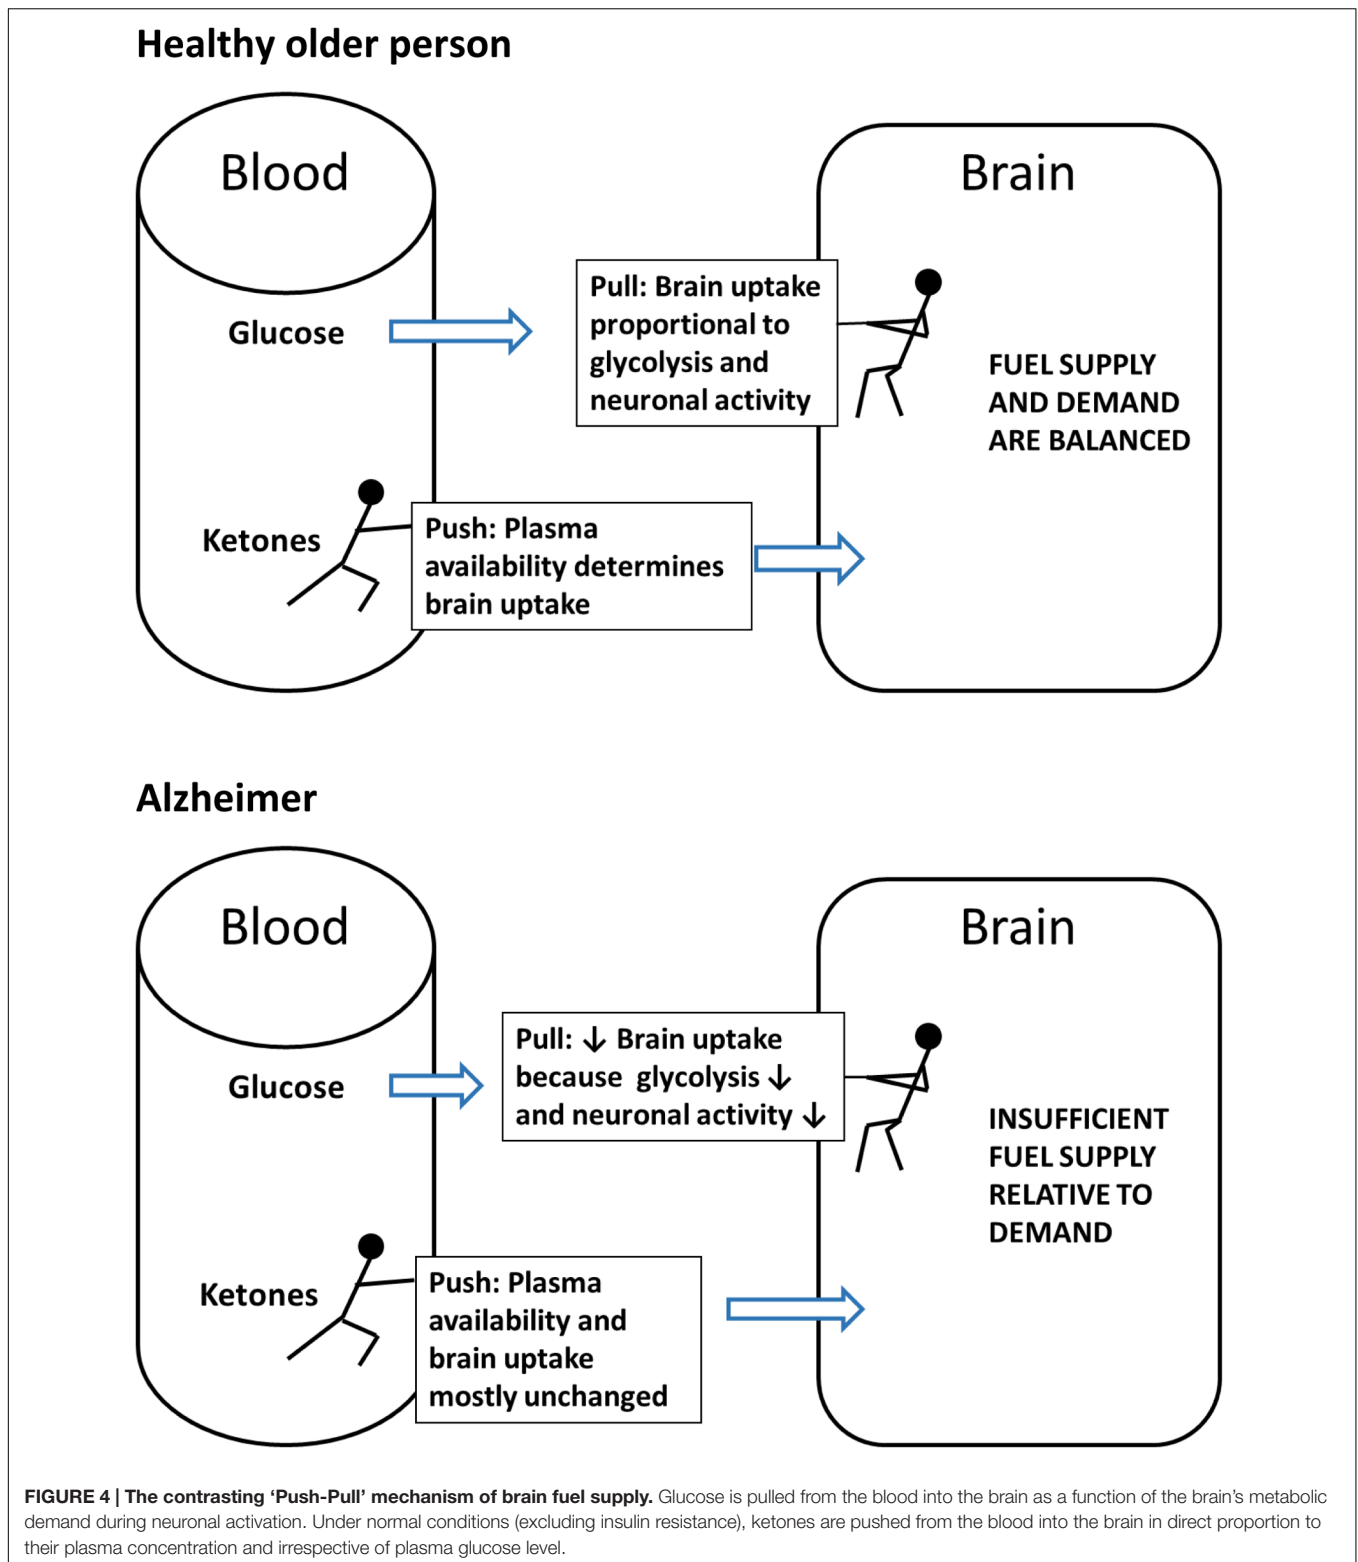 Healthy older person
Blood
Brain
Glucose
Pull: Brain uptake
proportional to
glycolysis and
neuronal activity
FUEL SUPPLY
AND DEMAND
ARE BALANCED
Ketones
Push: Plasma
availability determines
brain uptake
Alzheimer
Blood
Brain
Glucose
Pull: ↓ Brain uptake
because glycolysis ↓
and neuronal activity ↓
INSUFFICIENT
FUEL SUPPLY
RELATIVE TO
DEMAND
Ketones
Push: Plasma
availability and
brain uptake
mostly unchanged
FIGURE 4 | The contrasting ‘Push-Pull’ mechanism of brain fuel supply. Glucose is pulled from the blood into the brain as a function of the brain’s metabolic
demand during neuronal activation. Under normal conditions (excluding insulin resistance), ketones are pushed from the blood into the brain in direct proportion to
their plasma concentration and irrespective of plasma glucose level.